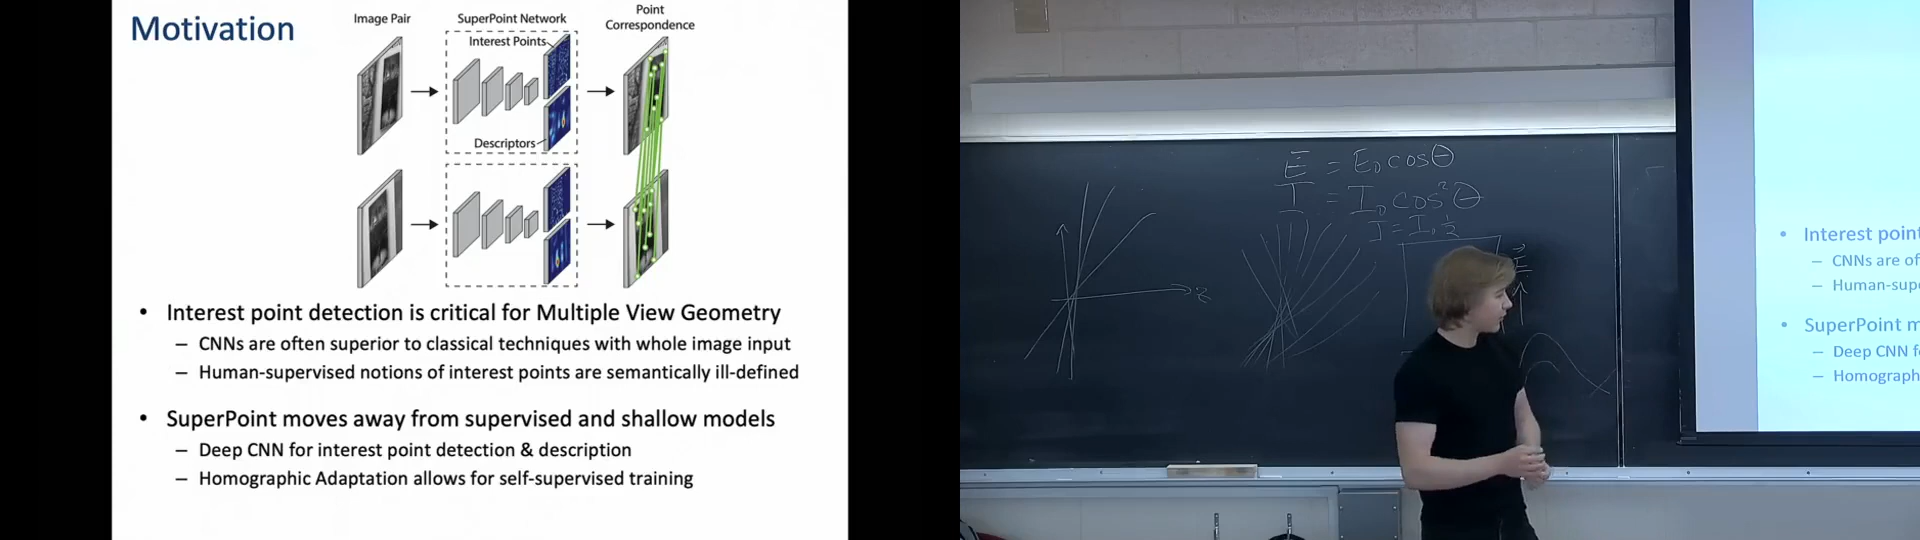 Motivation
Image Pair
SuperPoint Network
Point
Correspondence
Interest Points
Descriptors
• Interest point detection is critical for Multiple View Geometry
– CNNs are often superior to classical techniques with whole image input
– Human-supervised notions of interest points are semantically ill-defined
• SuperPoint moves away from supervised and shallow models
– Deep CNN for interest point detection & description
– Homographic Adaptation allows for self-supervised training
E = E₀ cosθ
I = I₀ cos²θ
I = I₀ ½
z
E
• Interest point
– CNNs are of
– Human-supe
• SuperPoint m
– Deep CNN f
– Homograph